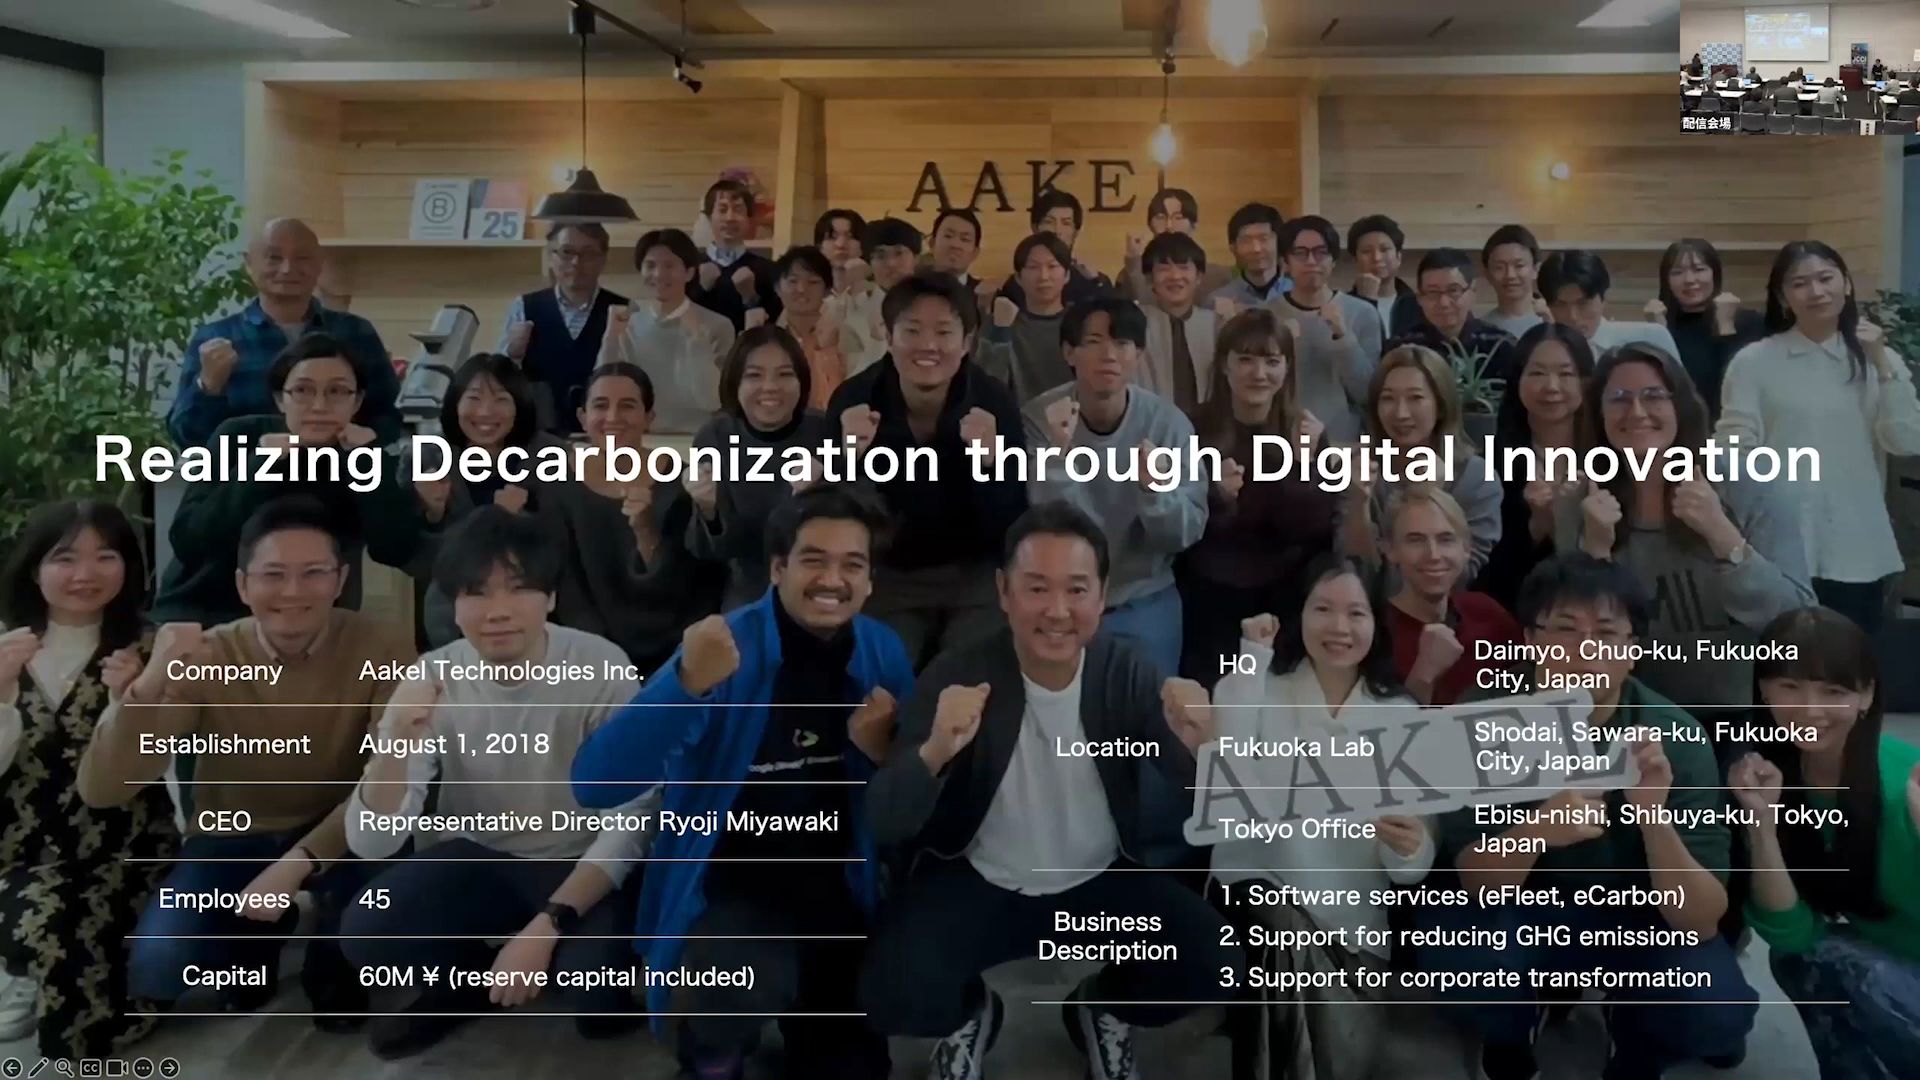 配信会場
AAKEL
B
25
Realizing Decarbonization through Digital Innovation
Company
Aakel Technologies Inc.
Establishment
August 1, 2018
CEO
Representative Director Ryoji Miyawaki
Employees
45
Capital
60M ¥ (reserve capital included)
Location
HQ
Daimyo, Chuo-ku, Fukuoka
City, Japan
Fukuoka Lab
Shodai, Sawara-ku, Fukuoka
City, Japan
Tokyo Office
Ebisu-nishi, Shibuya-ku, Tokyo,
Japan
AAKEL
Business
Description
1. Software services (eFleet, eCarbon)
2. Support for reducing GHG emissions
3. Support for corporate transformation
CC